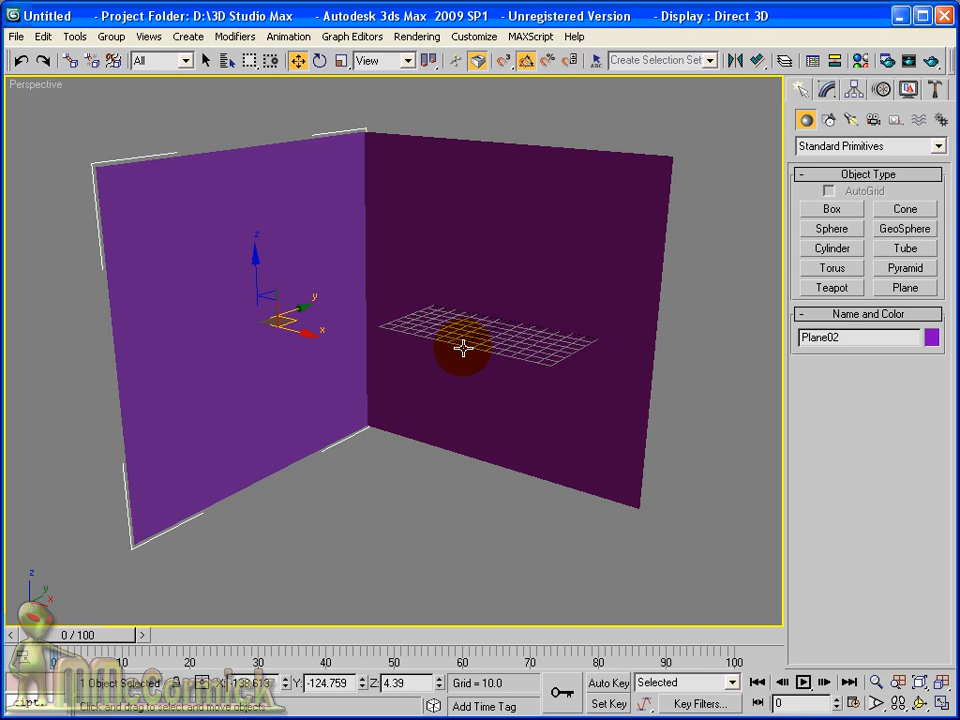 Untitled - Project Folder: D:\3D Studio Max - Autodesk 3ds Max 2009 SP1 - Unregistered Version - Display : Direct 3D
File Edit Tools Group Views Create Modifiers Animation Graph Editors Rendering Customize MAXScript Help
All View Create Selection Set
Perspective
Standard Primitives
- Object Type
AutoGrid
Box Cone
Sphere GeoSphere
Cylinder Tube
Torus Pyramid
Teapot Plane
- Name and Color
Plane02
z
y
x
z
y
x
< 0 / 100 >
10 20 30 40 50 60 70 80 90 100
1 Object Selected X: -138.6137 Y: -124.759 Z: 4.39 Grid = 10.0 Auto Key Selected
MMcCormick
Click and drag to select and move objects Add Time Tag Set Key Key Filters... 0